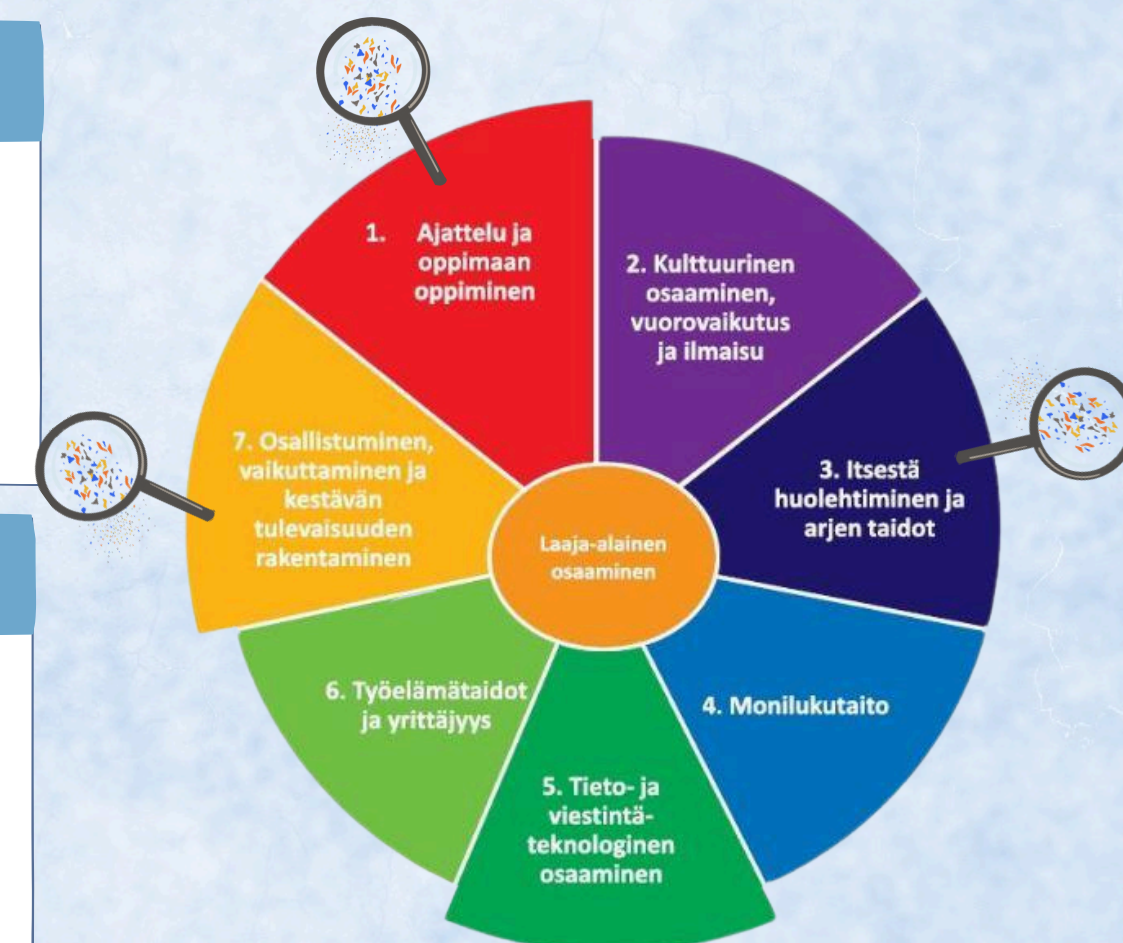 1. Ajattelu ja
oppimaan
oppiminen
2. Kulttuurinen
osaaminen,
vuorovaikutus
ja ilmaisu
3. Itsestä
huolehtiminen ja
arjen taidot
4. Monilukutaito
5. Tieto- ja
viestintä-
teknologinen
osaaminen
6. Työelämätaidot
ja yrittäjyys
7. Osallistuminen,
vaikuttaminen ja
kestävän
tulevaisuuden
rakentaminen
Laaja-alainen
osaaminen